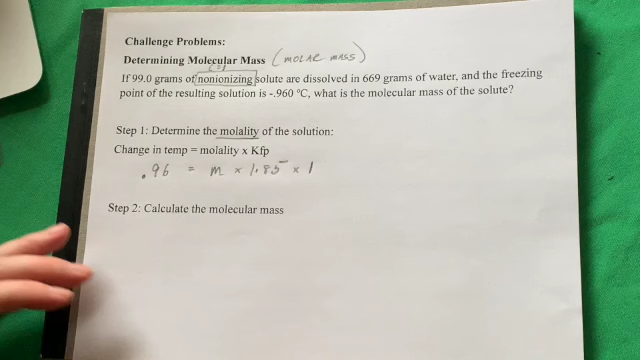 Challenge Problems:
Determining Molecular Mass (MOLAR MASS)
i=1
If 99.0 grams of nonionizing solute are dissolved in 669 grams of water, and the freezing
point of the resulting solution is -.960 °C, what is the molecular mass of the solute?
Step 1: Determine the molality of the solution:
Change in temp = molality x Kfp
.96 = m x 1.85 x 1
Step 2: Calculate the molecular mass